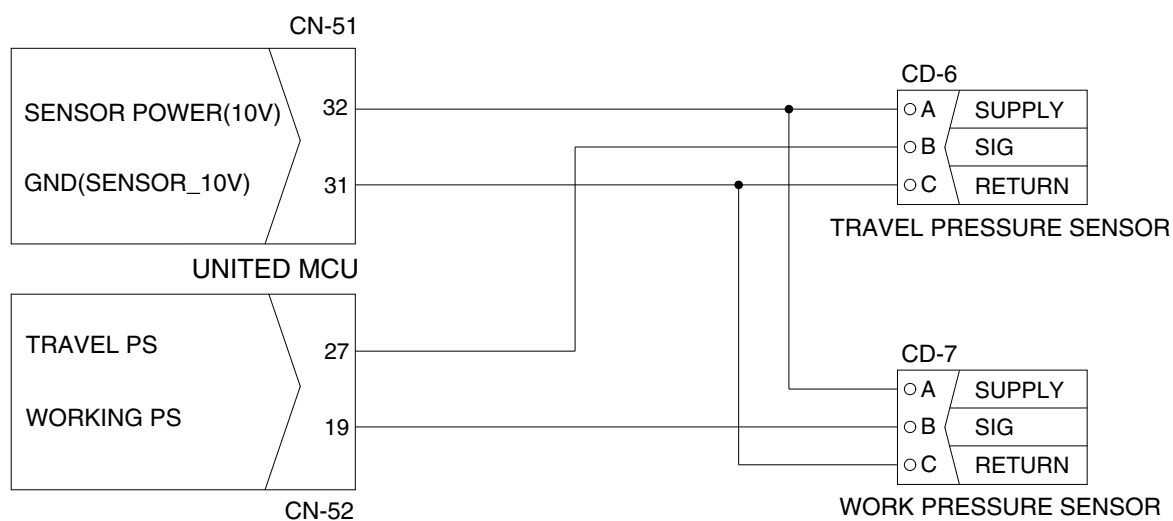 CN-51
SENSOR POWER(10V)
32
GND(SENSOR_10V)
31
UNITED MCU
TRAVEL PS
27
WORKING PS
19
CN-52
CD-6
A SUPPLY
B SIG
C RETURN
TRAVEL PRESSURE SENSOR
CD-7
A SUPPLY
B SIG
C RETURN
WORK PRESSURE SENSOR